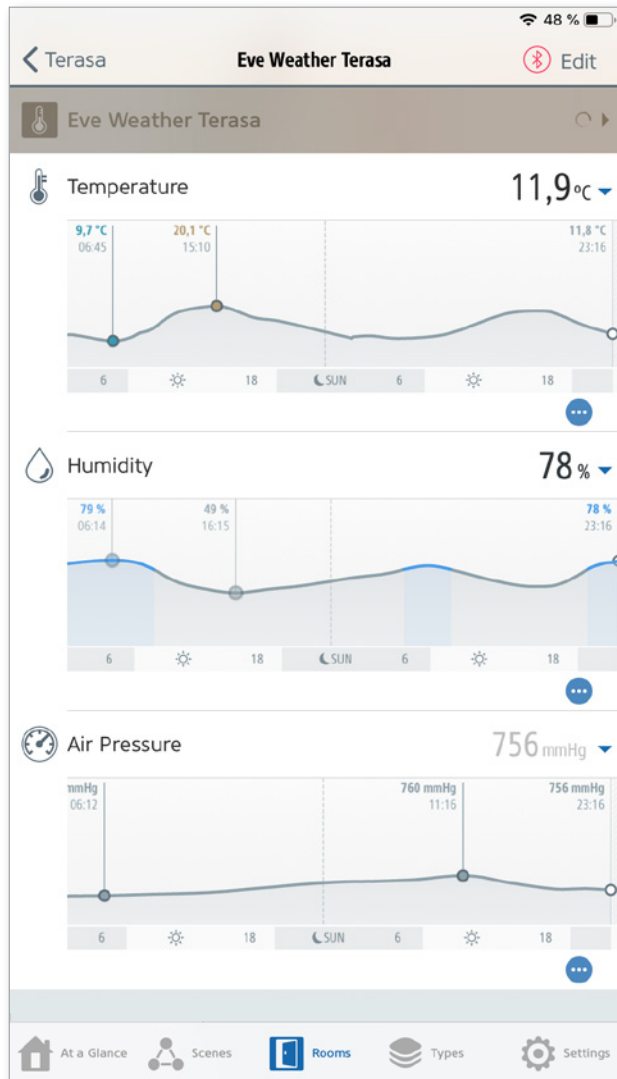 48 %
Terasa Eve Weather Terasa Edit
Eve Weather Terasa
Temperature 11,9 °C
9,7 °C 20,1 °C 11,8 °C
06:45 15:10 23:16
6 18 SUN 6 18
Humidity 78 %
79 % 49 % 78 %
06:14 16:15 23:16
6 18 SUN 6 18
Air Pressure 756 mmHg
mmHg 760 mmHg 756 mmHg
06:12 11:16 23:16
6 18 SUN 6 18
At a Glance Scenes Rooms Types Settings